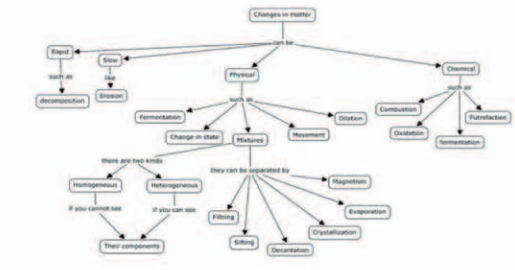 Changes in matter
can be
Rapid
Slow
Physical
Chemical
such as
like
such as
such as
decomposition
Erosion
Fermentation
Change in state
Mixtures
Movement
Dilation
Combustion
Oxidation
fermentation
Putrefaction
there are two kinds
they can be separated by
Homogeneous
Heterogeneous
if you cannot see
if you can see
Their components
Filtring
Sifting
Decantation
Crystallization
Evaporation
Magnetism